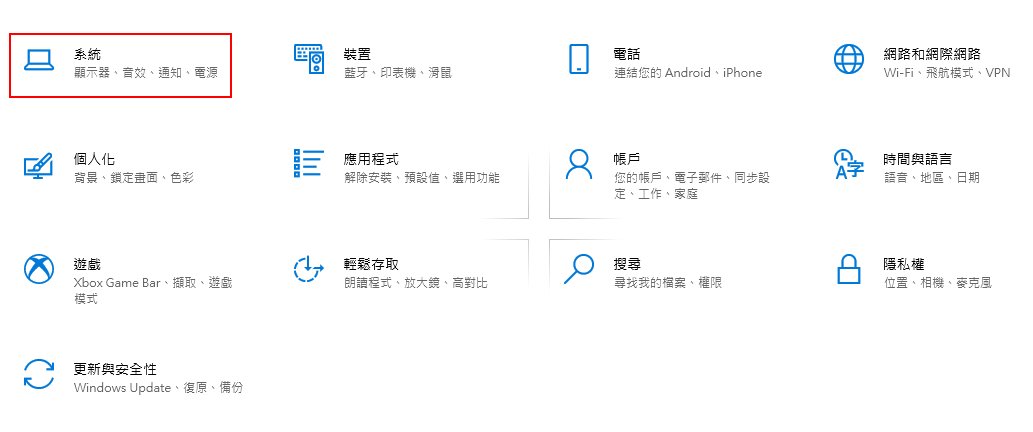 系統
顯示器、音效、通知、電源
裝置
藍牙、印表機、滑鼠
電話
連結您的 Android、iPhone
網路和網際網路
Wi-Fi、飛航模式、VPN
個人化
背景、鎖定畫面、色彩
應用程式
解除安裝、預設值、選用功能
帳戶
您的帳戶、電子郵件、同步設
定、工作、家庭
時間與語言
語音、地區、日期
遊戲
Xbox Game Bar、擷取、遊戲
模式
輕鬆存取
朗讀程式、放大鏡、高對比
搜尋
尋找我的檔案、權限
隱私權
位置、相機、麥克風
更新與安全性
Windows Update、復原、備份